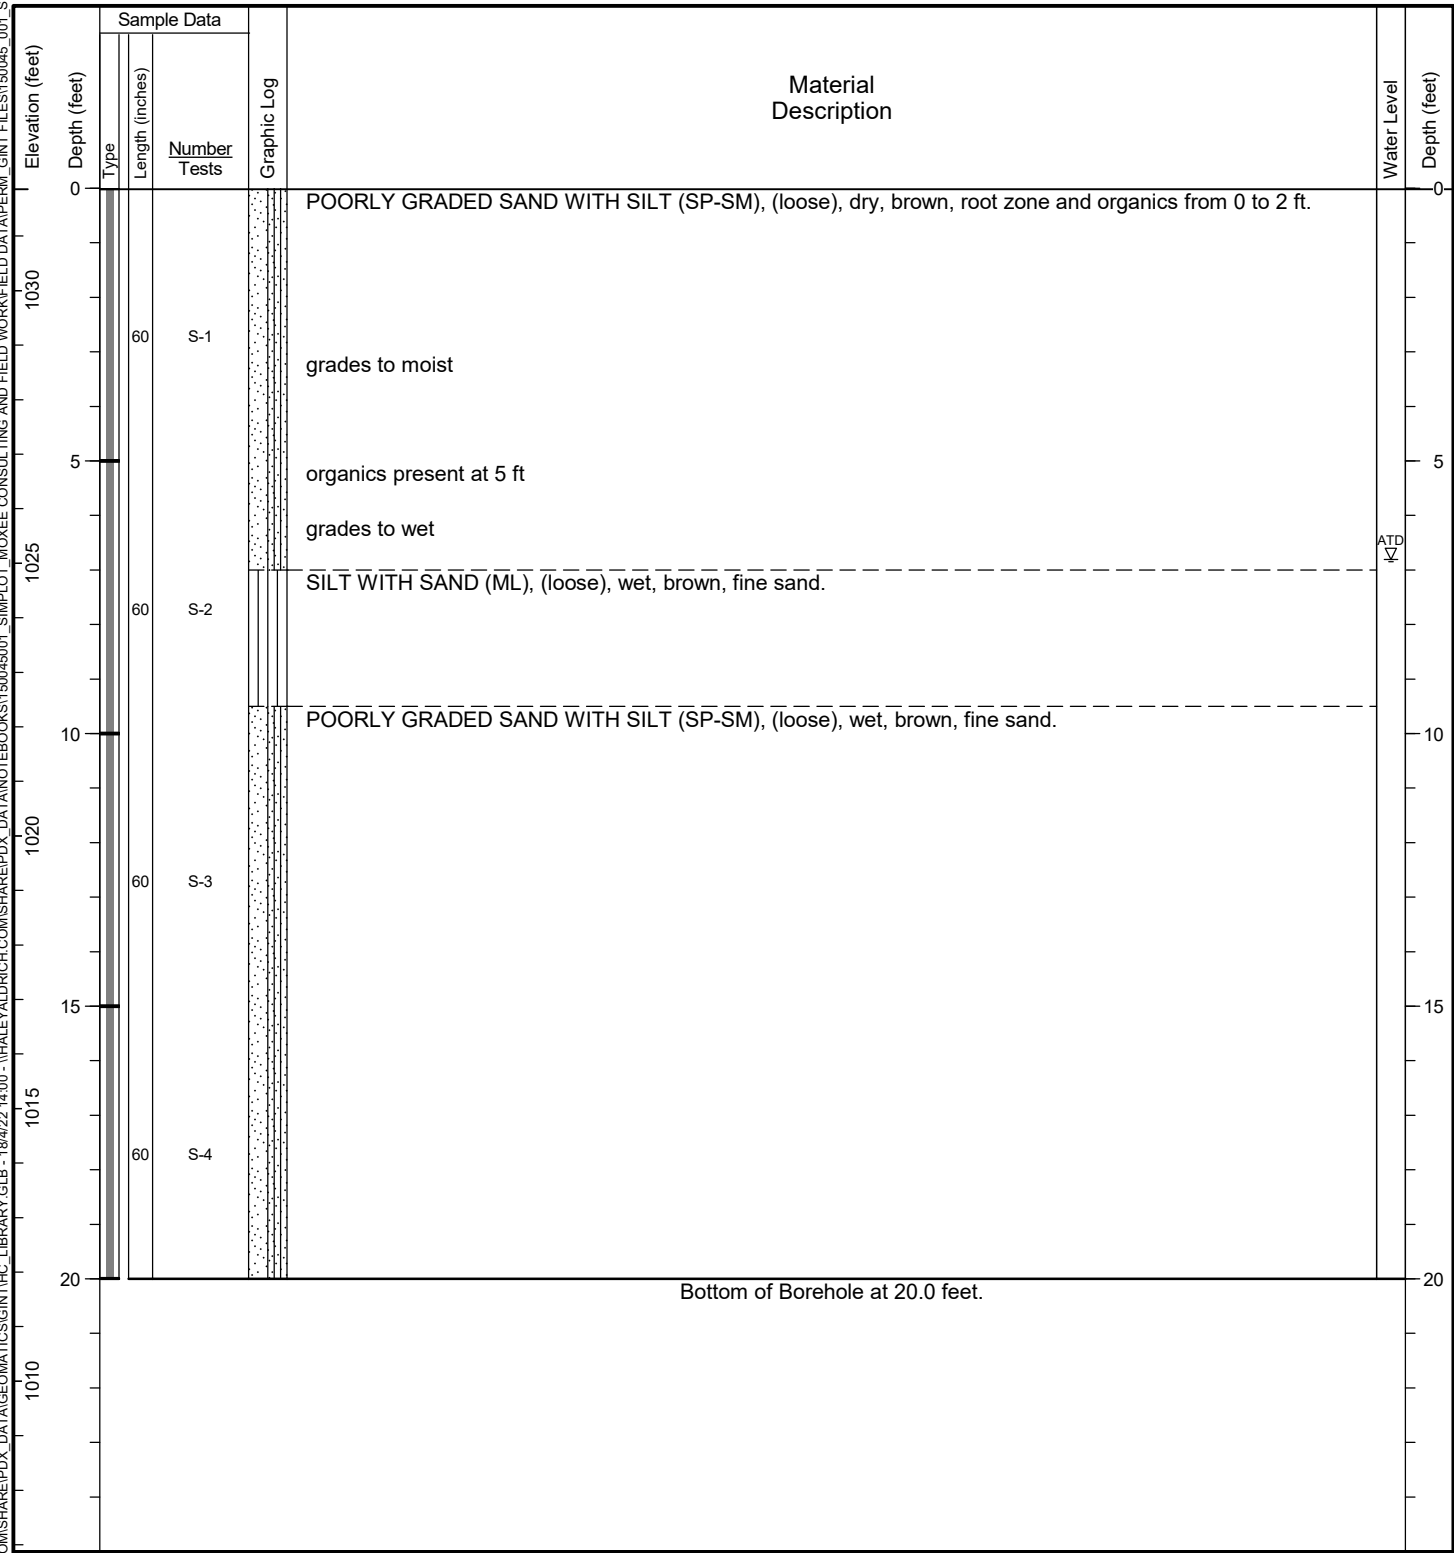 Sample Data
Elevation (feet)
Depth (feet)
Type
Length (inches)
Number
Tests
Graphic Log
Material
Description
Water Level
Depth (feet)
0
POORLY GRADED SAND WITH SILT (SP-SM), (loose), dry, brown, root zone and organics from 0 to 2 ft.
0
1030
60 S-1
grades to moist
5
organics present at 5 ft
5
grades to wet
ATD
1025
SILT WITH SAND (ML), (loose), wet, brown, fine sand.
60 S-2
POORLY GRADED SAND WITH SILT (SP-SM), (loose), wet, brown, fine sand.
10
10
1020
60 S-3
15
15
1015
60 S-4
20
20
Bottom of Borehole at 20.0 feet.
1010